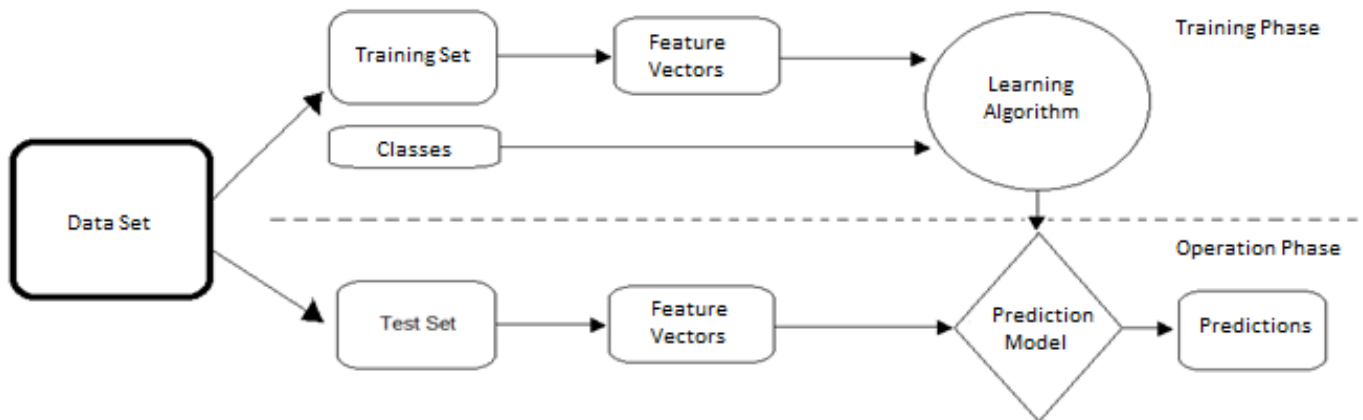 Training Set
Feature
Vectors
Learning
Algorithm
Training Phase
Classes
Data Set
Operation Phase
Test Set
Feature
Vectors
Prediction
Model
Predictions